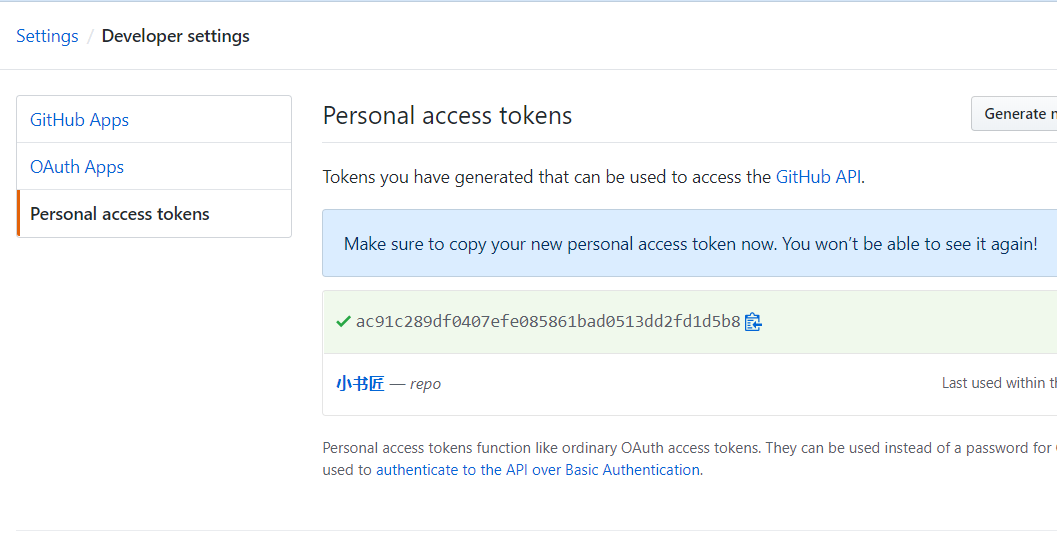 Settings / Developer settings
GitHub Apps
OAuth Apps
Personal access tokens
Personal access tokens
Generate
Tokens you have generated that can be used to access the GitHub API.
Make sure to copy your new personal access token now. You won't be able to see it again!
ac91c289df0407efe085861bad0513dd2fd1d5b8
小书匠 — repo
Last used within
Personal access tokens function like ordinary OAuth access tokens. They can be used instead of a password for
used to authenticate to the API over Basic Authentication.